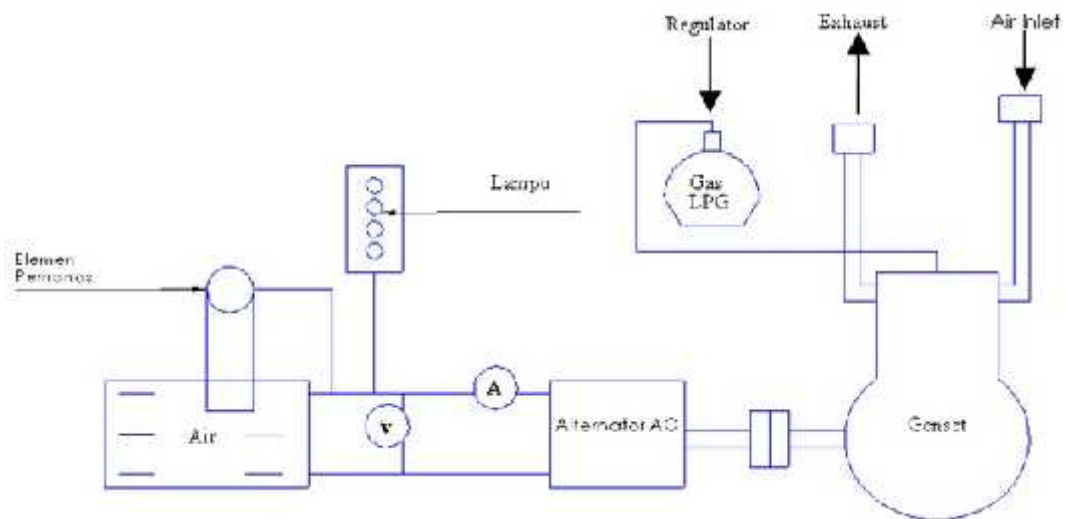 Regulator
Exhaust
Air Inlet
Gas
LPG
Lampu
Elemen
Pemanas
A
V
Air
Alternator AC
Genset